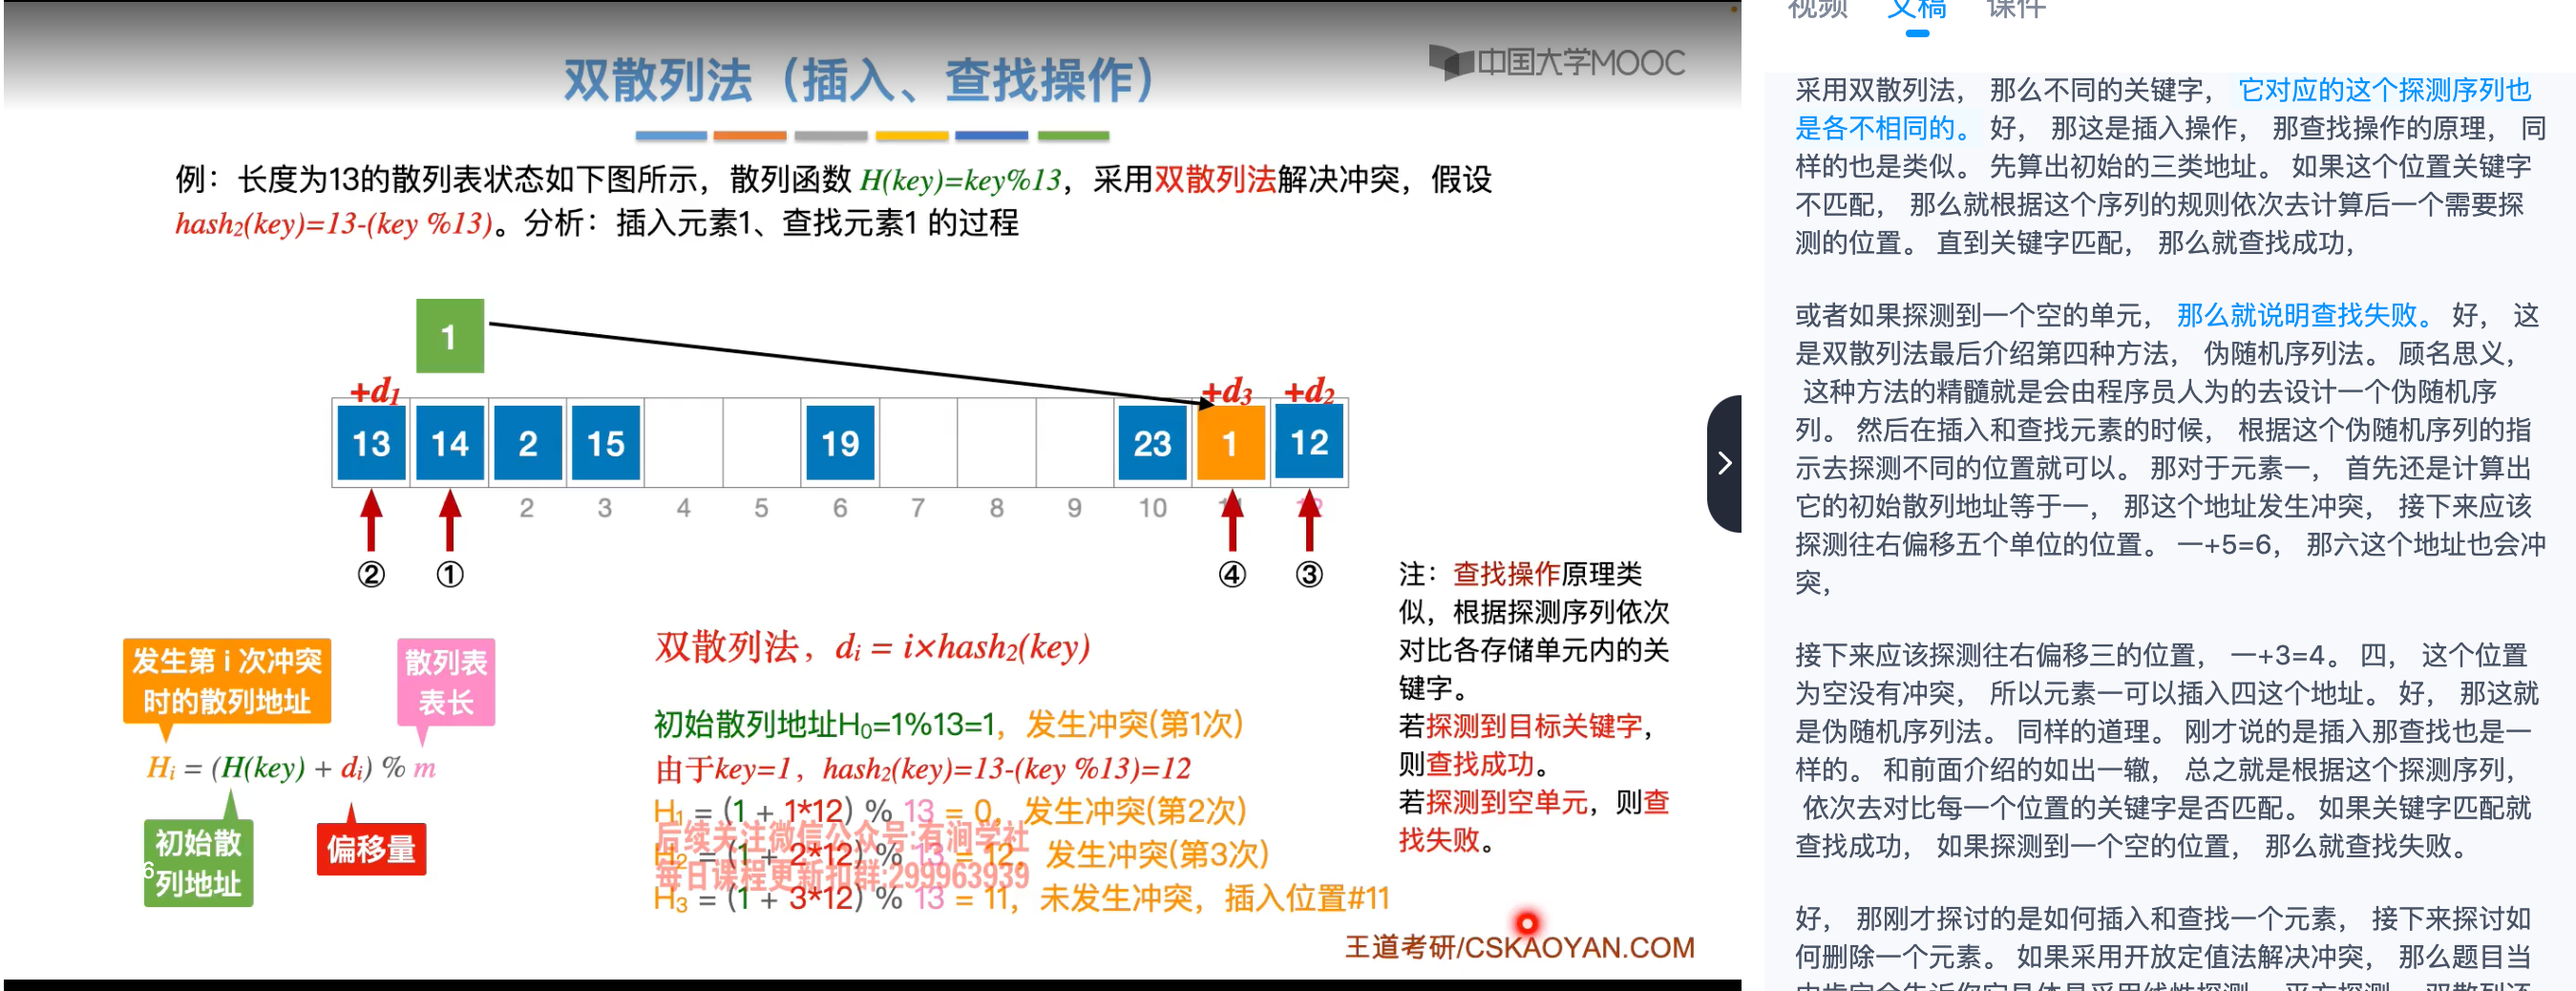 双散列法（插入、查找操作）
中国大学MOOC
例：长度为13的散列表状态如下图所示，散列函数 H(key)=key%13，采用双散列法解决冲突，假设
hash₂(key)=13-(key %13)。分析：插入元素1、查找元素1 的过程
1
+d₁ +d₃ +d₂
13 14 2 15 19 23 1 12
2 3 4 5 6 7 8 9 10
② ① ④ ③
发生第 i 次冲突
时的散列地址
散列表
表长
Hᵢ = (H(key) + dᵢ) % m
初始散
列地址
6
偏移量
双散列法，dᵢ = i×hash₂(key)
初始散列地址H₀=1%13=1，发生冲突(第1次)
由于key=1，hash₂(key)=13-(key %13)=12
H₁ = (1 + 1*12) % 13 = 0，发生冲突(第2次)
后续关注微信公众号:有涧学社
H₂ = (1 + 2*12) % 13 = 12，发生冲突(第3次)
每日课程更新扣群:299963939
H₃ = (1 + 3*12) % 13 = 11，未发生冲突，插入位置#11
注：查找操作原理类
似，根据探测序列依次
对比各存储单元内的关
键字。
若探测到目标关键字，
则查找成功。
若探测到空单元，则查
找失败。
王道考研/CSKAOYAN.COM
视频 文稿 课件
采用双散列法， 那么不同的关键字， 它对应的这个探测序列也
是各不相同的。 好， 那这是插入操作， 那查找操作的原理， 同
样的也是类似。 先算出初始的三类地址。 如果这个位置关键字
不匹配， 那么就根据这个序列的规则依次去计算后一个需要探
测的位置。 直到关键字匹配， 那么就查找成功，
或者如果探测到一个空的单元， 那么就说明查找失败。 好， 这
是双散列法最后介绍第四种方法， 伪随机序列法。 顾名思义，
这种方法的精髓就是会由程序员人为的去设计一个伪随机序
列。 然后在插入和查找元素的时候， 根据这个伪随机序列的指
示去探测不同的位置就可以。 那对于元素一， 首先还是计算出
它的初始散列地址等于一， 那这个地址发生冲突， 接下来应该
探测往右偏移五个单位的位置。 一+5=6， 那六这个地址也会冲
突，
接下来应该探测往右偏移三的位置， 一+3=4。 四， 这个位置
为空没有冲突， 所以元素一可以插入四这个地址。 好， 那这就
是伪随机序列法。 同样的道理。 刚才说的是插入那查找也是一
样的。 和前面介绍的如出一辙， 总之就是根据这个探测序列，
依次去对比每一个位置的关键字是否匹配。 如果关键字匹配就
查找成功， 如果探测到一个空的位置， 那么就查找失败。
好， 那刚才探讨的是如何插入和查找一个元素， 接下来探讨如
何删除一个元素。 如果采用开放定值法解决冲突， 那么题目当